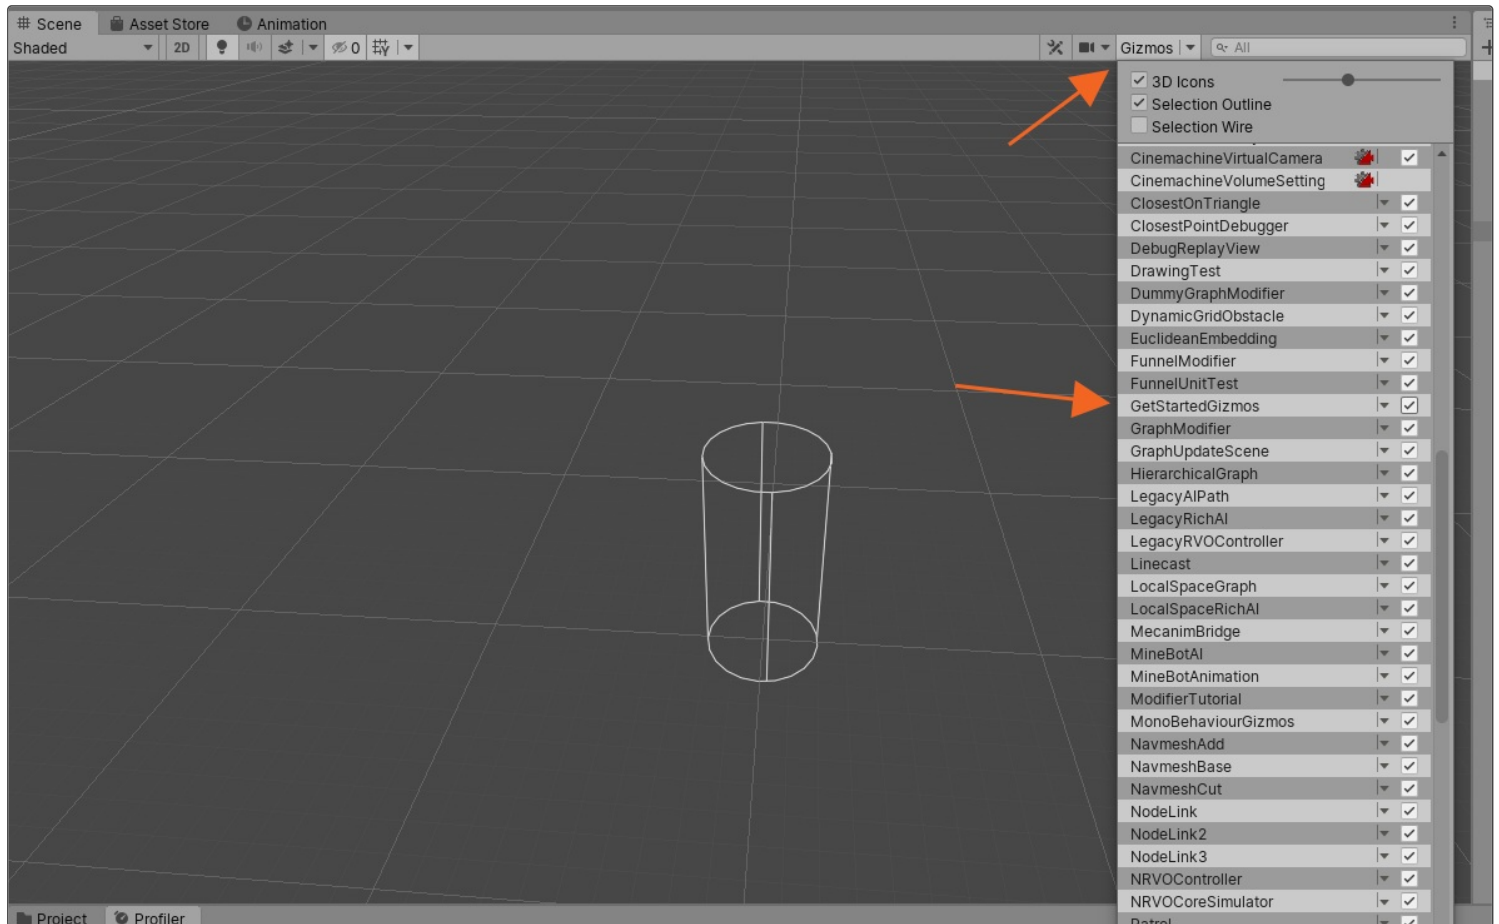 Scene
Asset Store
Animation
Shaded
2D
0
Gizmos
All
3D Icons
Selection Outline
Selection Wire
CinemachineVirtualCamera
CinemachineVolumeSetting
ClosestOnTriangle
ClosestPointDebugger
DebugReplayView
DrawingTest
DummyGraphModifier
DynamicGridObstacle
EuclideanEmbedding
FunnelModifier
FunnelUnitTest
GetStartedGizmos
GraphModifier
GraphUpdateScene
HierarchicalGraph
LegacyAIPath
LegacyRichAI
LegacyRVOController
Linecast
LocalSpaceGraph
LocalSpaceRichAI
MecanimBridge
MineBotAI
MineBotAnimation
ModifierTutorial
MonoBehaviourGizmos
NavmeshAdd
NavmeshBase
NavmeshCut
NodeLink
NodeLink2
NodeLink3
NRVOController
NRVOCoreSimulator
Patrol
Project
Profiler